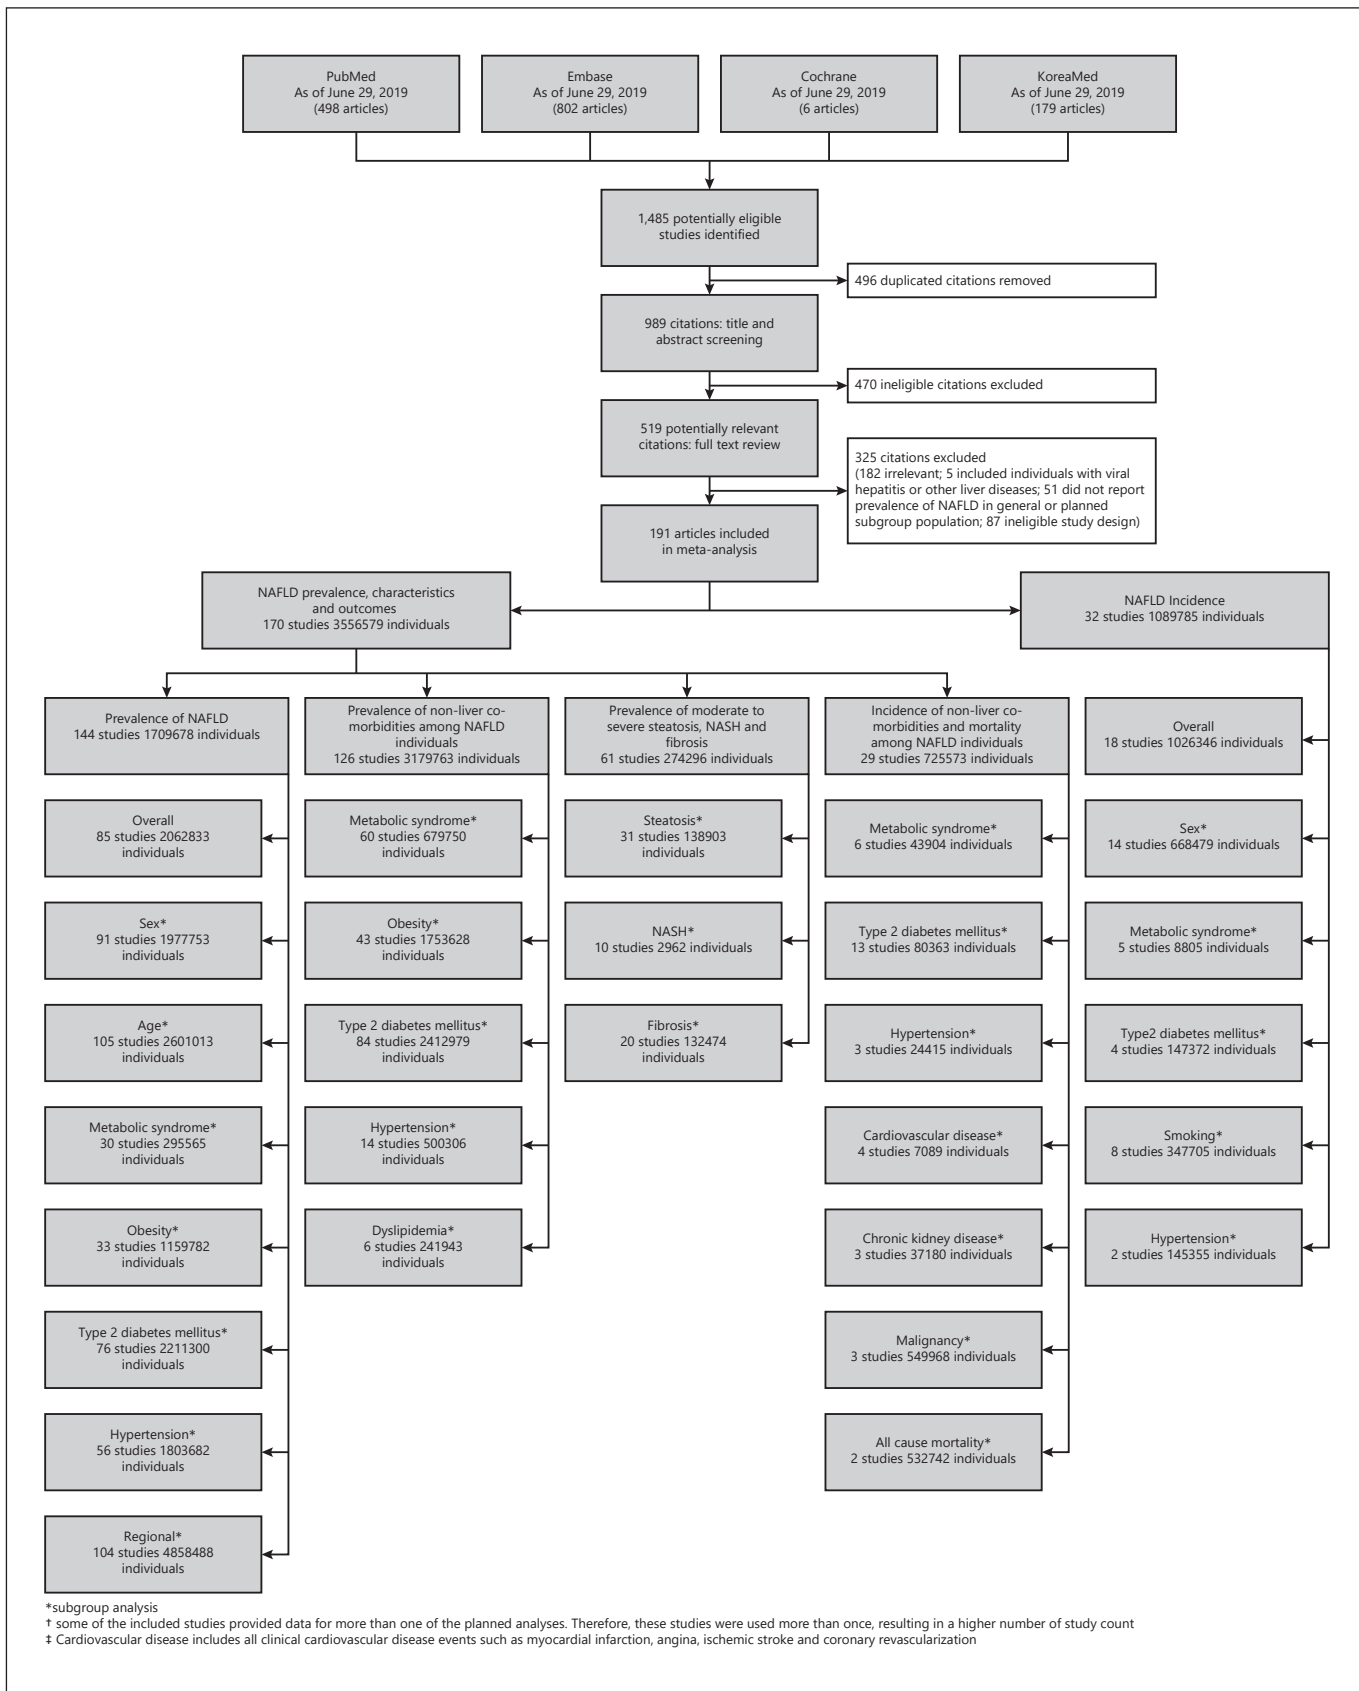 PubMed
As of June 29, 2019
(498 articles)
Embase
As of June 29, 2019
(802 articles)
Cochrane
As of June 29, 2019
(6 articles)
KoreaMed
As of June 29, 2019
(179 articles)
1,485 potentially eligible
studies identified
496 duplicated citations removed
989 citations: title and
abstract screening
470 ineligible citations excluded
519 potentially relevant
citations: full text review
325 citations excluded
(182 irrelevant; 5 included individuals with viral
hepatitis or other liver diseases; 51 did not report
prevalence of NAFLD in general or planned
subgroup population; 87 ineligible study design)
191 articles included
in meta-analysis
NAFLD prevalence, characteristics
and outcomes
170 studies 3556579 individuals
NAFLD Incidence
32 studies 1089785 individuals
Prevalence of NAFLD
144 studies 1709678 individuals
Overall
85 studies 2062833
individuals
Sex*
91 studies 1977753
individuals
Age*
105 studies 2601013
individuals
Metabolic syndrome*
30 studies 295565
individuals
Obesity*
33 studies 1159782
individuals
Type 2 diabetes mellitus*
76 studies 2211300
individuals
Hypertension*
56 studies 1803682
individuals
Regional*
104 studies 4858488
individuals
Prevalence of non-liver co-
morbidities among NAFLD
individuals
126 studies 3179763 individuals
Metabolic syndrome*
60 studies 679750
individuals
Obesity*
43 studies 1753628
individuals
Type 2 diabetes mellitus*
84 studies 2412979
individuals
Hypertension*
14 studies 500306
individuals
Dyslipidemia*
6 studies 241943
individuals
Prevalence of moderate to
severe steatosis, NASH and
fibrosis
61 studies 274296 individuals
Steatosis*
31 studies 138903
individuals
NASH*
10 studies 2962 individuals
Fibrosis*
20 studies 132474
individuals
Incidence of non-liver co-
morbidities and mortality
among NAFLD individuals
29 studies 725573 individuals
Metabolic syndrome*
6 studies 43904 individuals
Type 2 diabetes mellitus*
13 studies 80363 individuals
Hypertension*
3 studies 24415 individuals
Cardiovascular disease*
4 studies 7089 individuals
Chronic kidney disease*
3 studies 37180 individuals
Malignancy*
3 studies 549968 individuals
All cause mortality*
2 studies 532742 individuals
Overall
18 studies 1026346 individuals
Sex*
14 studies 668479 individuals
Metabolic syndrome*
5 studies 8805 individuals
Type2 diabetes mellitus*
4 studies 147372 individuals
Smoking*
8 studies 347705 individuals
Hypertension*
2 studies 145355 individuals
*subgroup analysis
† some of the included studies provided data for more than one of the planned analyses. Therefore, these studies were used more than once, resulting in a higher number of study count
‡ Cardiovascular disease includes all clinical cardiovascular disease events such as myocardial infarction, angina, ischemic stroke and coronary revascularization